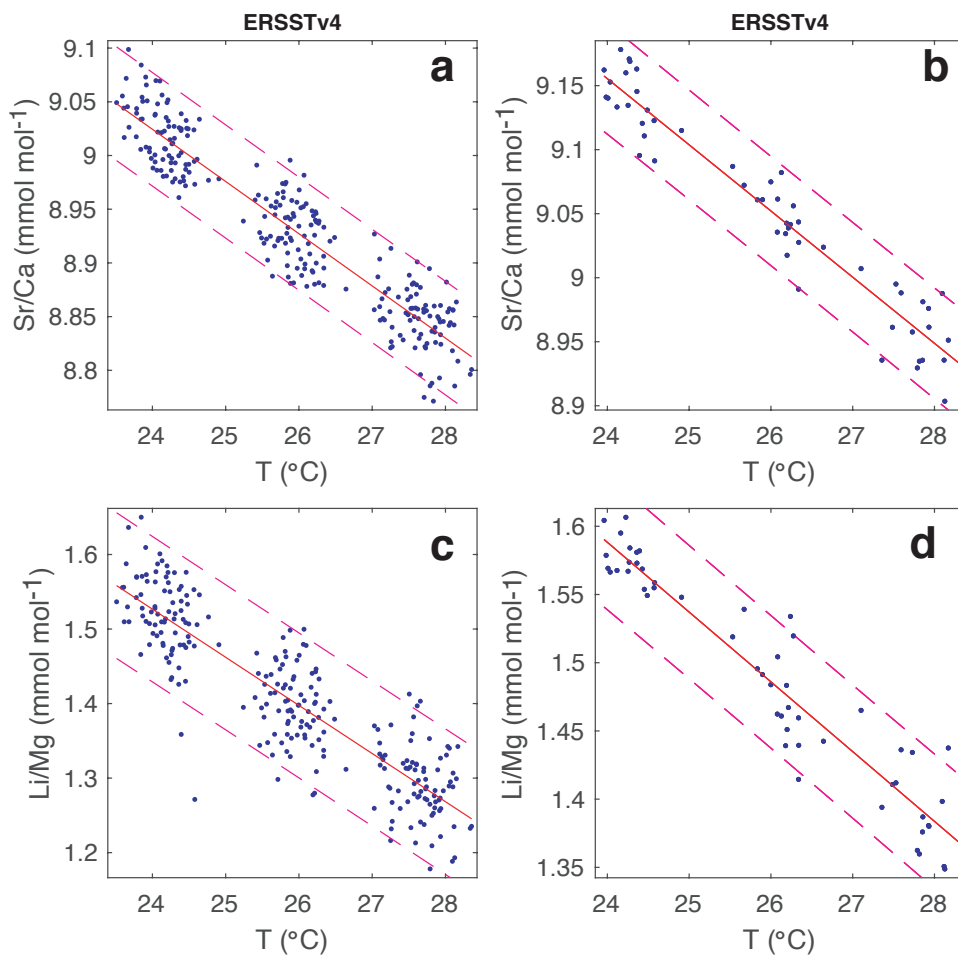 ERSSTv4
a
9.1
9.05
9
8.95
8.9
8.85
8.8
Sr/Ca (mmol mol-1)
24 25 26 27 28
T (°C)
ERSSTv4
b
9.15
9.1
9.05
9
8.95
8.9
Sr/Ca (mmol mol-1)
24 25 26 27 28
T (°C)
c
1.6
1.5
1.4
1.3
1.2
Li/Mg (mmol mol-1)
24 25 26 27 28
T (°C)
d
1.6
1.55
1.5
1.45
1.4
1.35
Li/Mg (mmol mol-1)
24 25 26 27 28
T (°C)